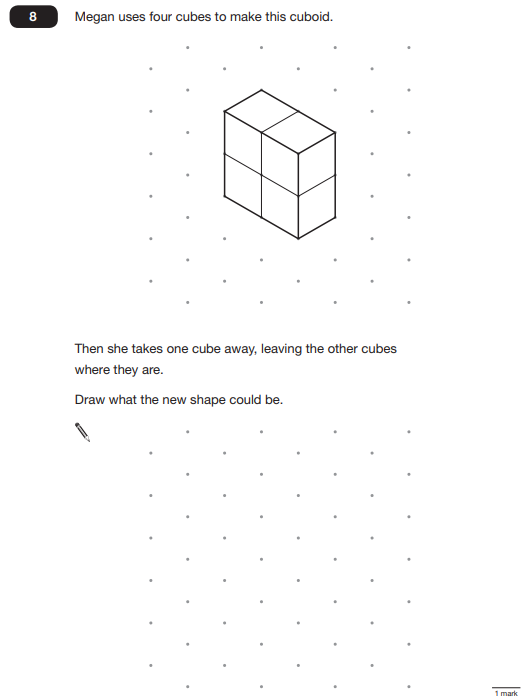 8 Megan uses four cubes to make this cuboid.
Then she takes one cube away, leaving the other cubes
where they are.
Draw what the new shape could be.
1 mark